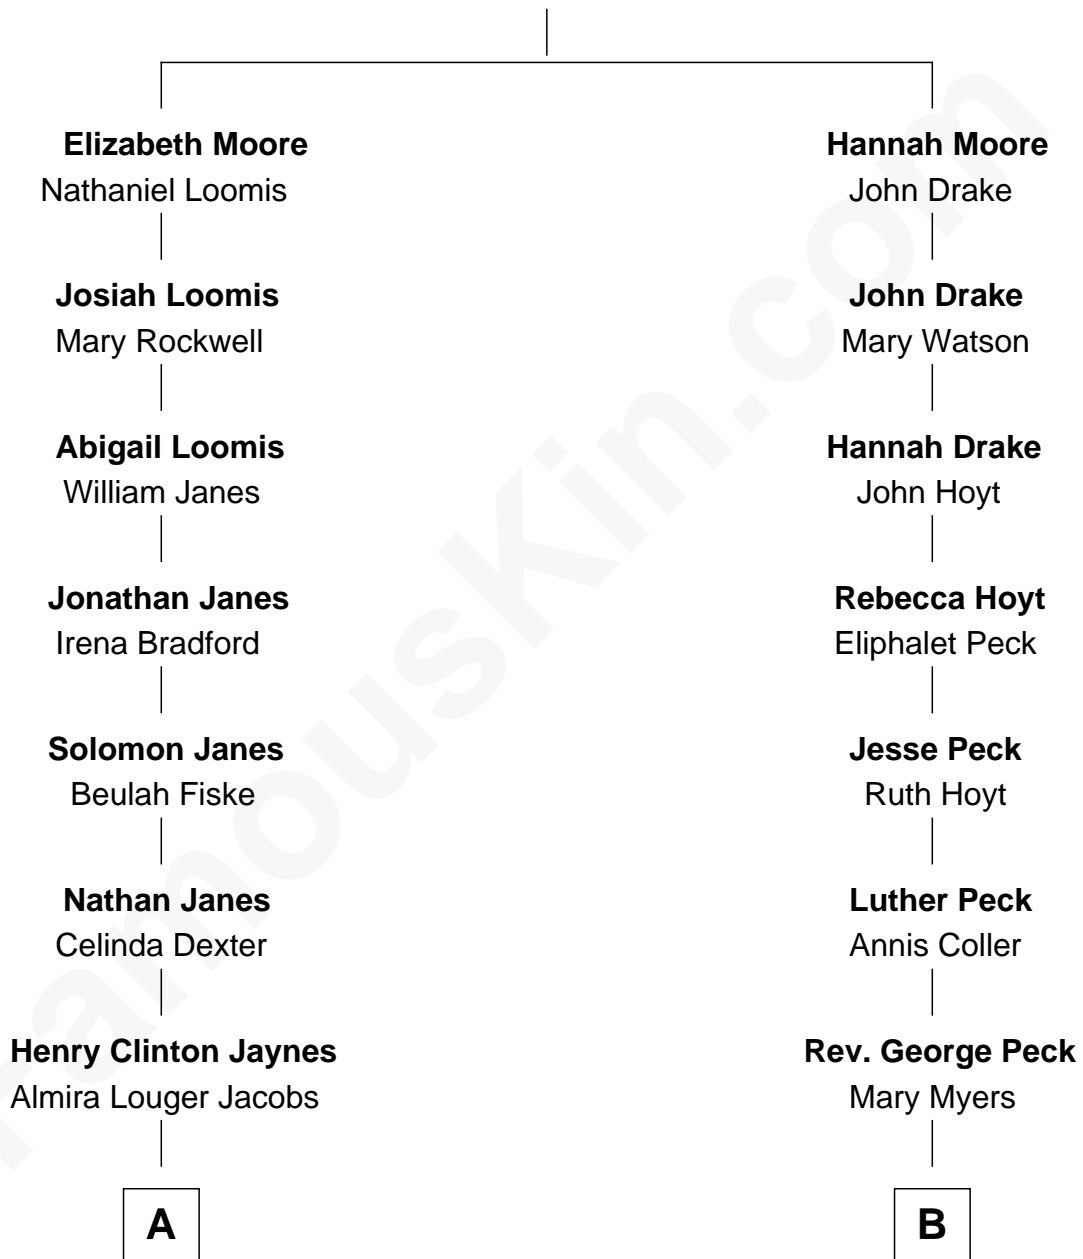 Elizabeth Moore
Nathaniel Loomis
Josiah Loomis
Mary Rockwell
Abigail Loomis
William Janes
Jonathan Janes
Irena Bradford
Solomon Janes
Beulah Fiske
Nathan Janes
Celinda Dexter
Henry Clinton Jaynes
Almira Louger Jacobs
A
Hannah Moore
John Drake
John Drake
Mary Watson
Hannah Drake
John Hoyt
Rebecca Hoyt
Eliphalet Peck
Jesse Peck
Ruth Hoyt
Luther Peck
Annis Coller
Rev. George Peck
Mary Myers
B
FamousKin.com